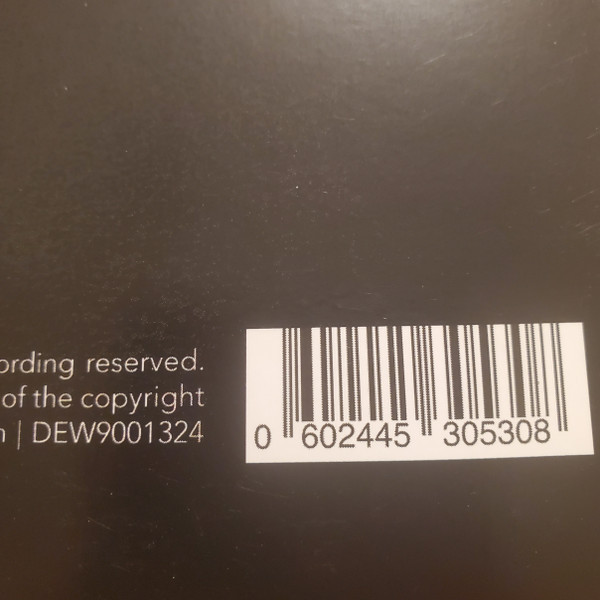 ording reserved.
of the copyright
n | DEW9001324
0 602445 305308